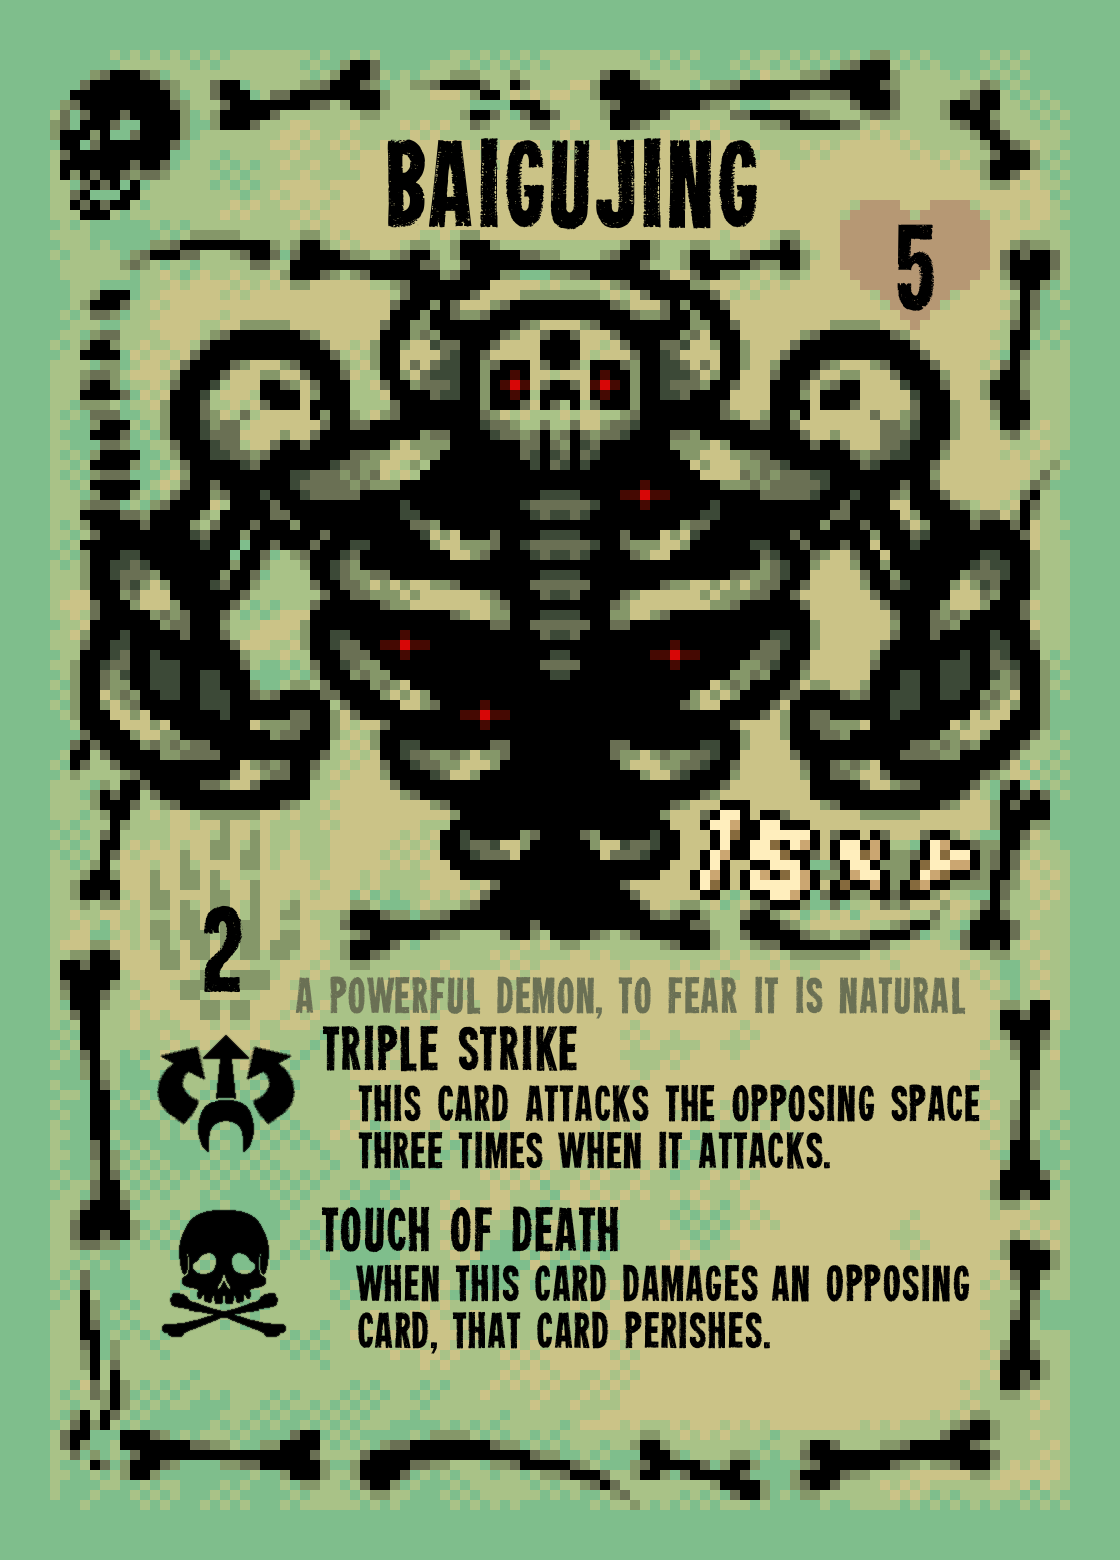 BAIGUJING
5
15 X P
2
A POWERFUL DEMON, TO FEAR IT IS NATURAL
TRIPLE STRIKE
THIS CARD ATTACKS THE OPPOSING SPACE
THREE TIMES WHEN IT ATTACKS.
TOUCH OF DEATH
WHEN THIS CARD DAMAGES AN OPPOSING
CARD, THAT CARD PERISHES.